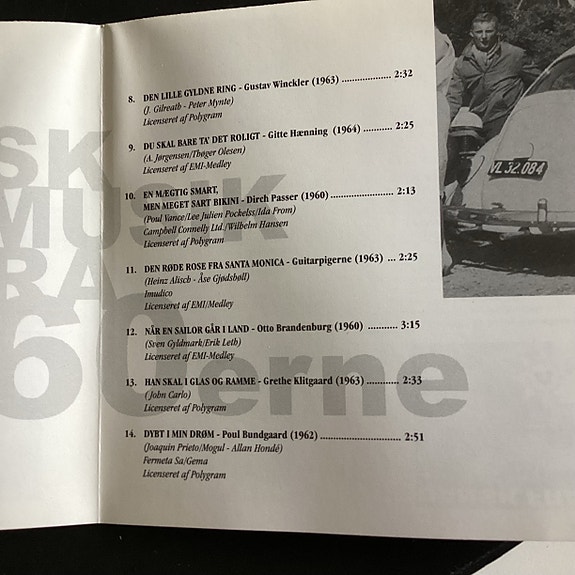 SK
MUSIK
FRA
60erne
8. DEN LILLE GYLDNE RING - Gustav Winckler (1963) .................. 2:32
(J. Gilreath - Peter Mynte)
Licenseret af Polygram
9. DU SKAL BARE TA' DET ROLIGT - Gitte Hænning (1964) .......... 2:25
(A. Jørgensen/Thøger Olesen)
Licenseret af EMI-Medley
10. EN MÆGTIG SMART,
MEN MEGET SART BIKINI - Dirch Passer (1960) .................... 2:13
(Poul Vance/Lee Julien Pockelss/Ida From)
Campbell Connelly Ltd./Wilhelm Hansen
Licenseret af Polygram
11. DEN RØDE ROSE FRA SANTA MONICA - Guitarpigerne (1963) ... 2:25
(Heinz Alisch - Åse Gjødsbøll)
Imudico
Licenseret af EMI/Medley
12. NÅR EN SAILOR GÅR I LAND - Otto Brandenburg (1960) ........... 3:15
(Sven Gyldmark/Erik Leth)
Licenseret af EMI-Medley
13. HAN SKAL I GLAS OG RAMME - Grethe Klitgaard (1963) ............ 2:33
(John Carlo)
Licenseret af Polygram
14. DYBT I MIN DRØM - Poul Bundgaard (1962) ............................ 2:51
(Joaquin Prieto/Mogul - Allan Hondé)
Fermeta Sa/Gema
Licenseret af Polygram
VL 32.084